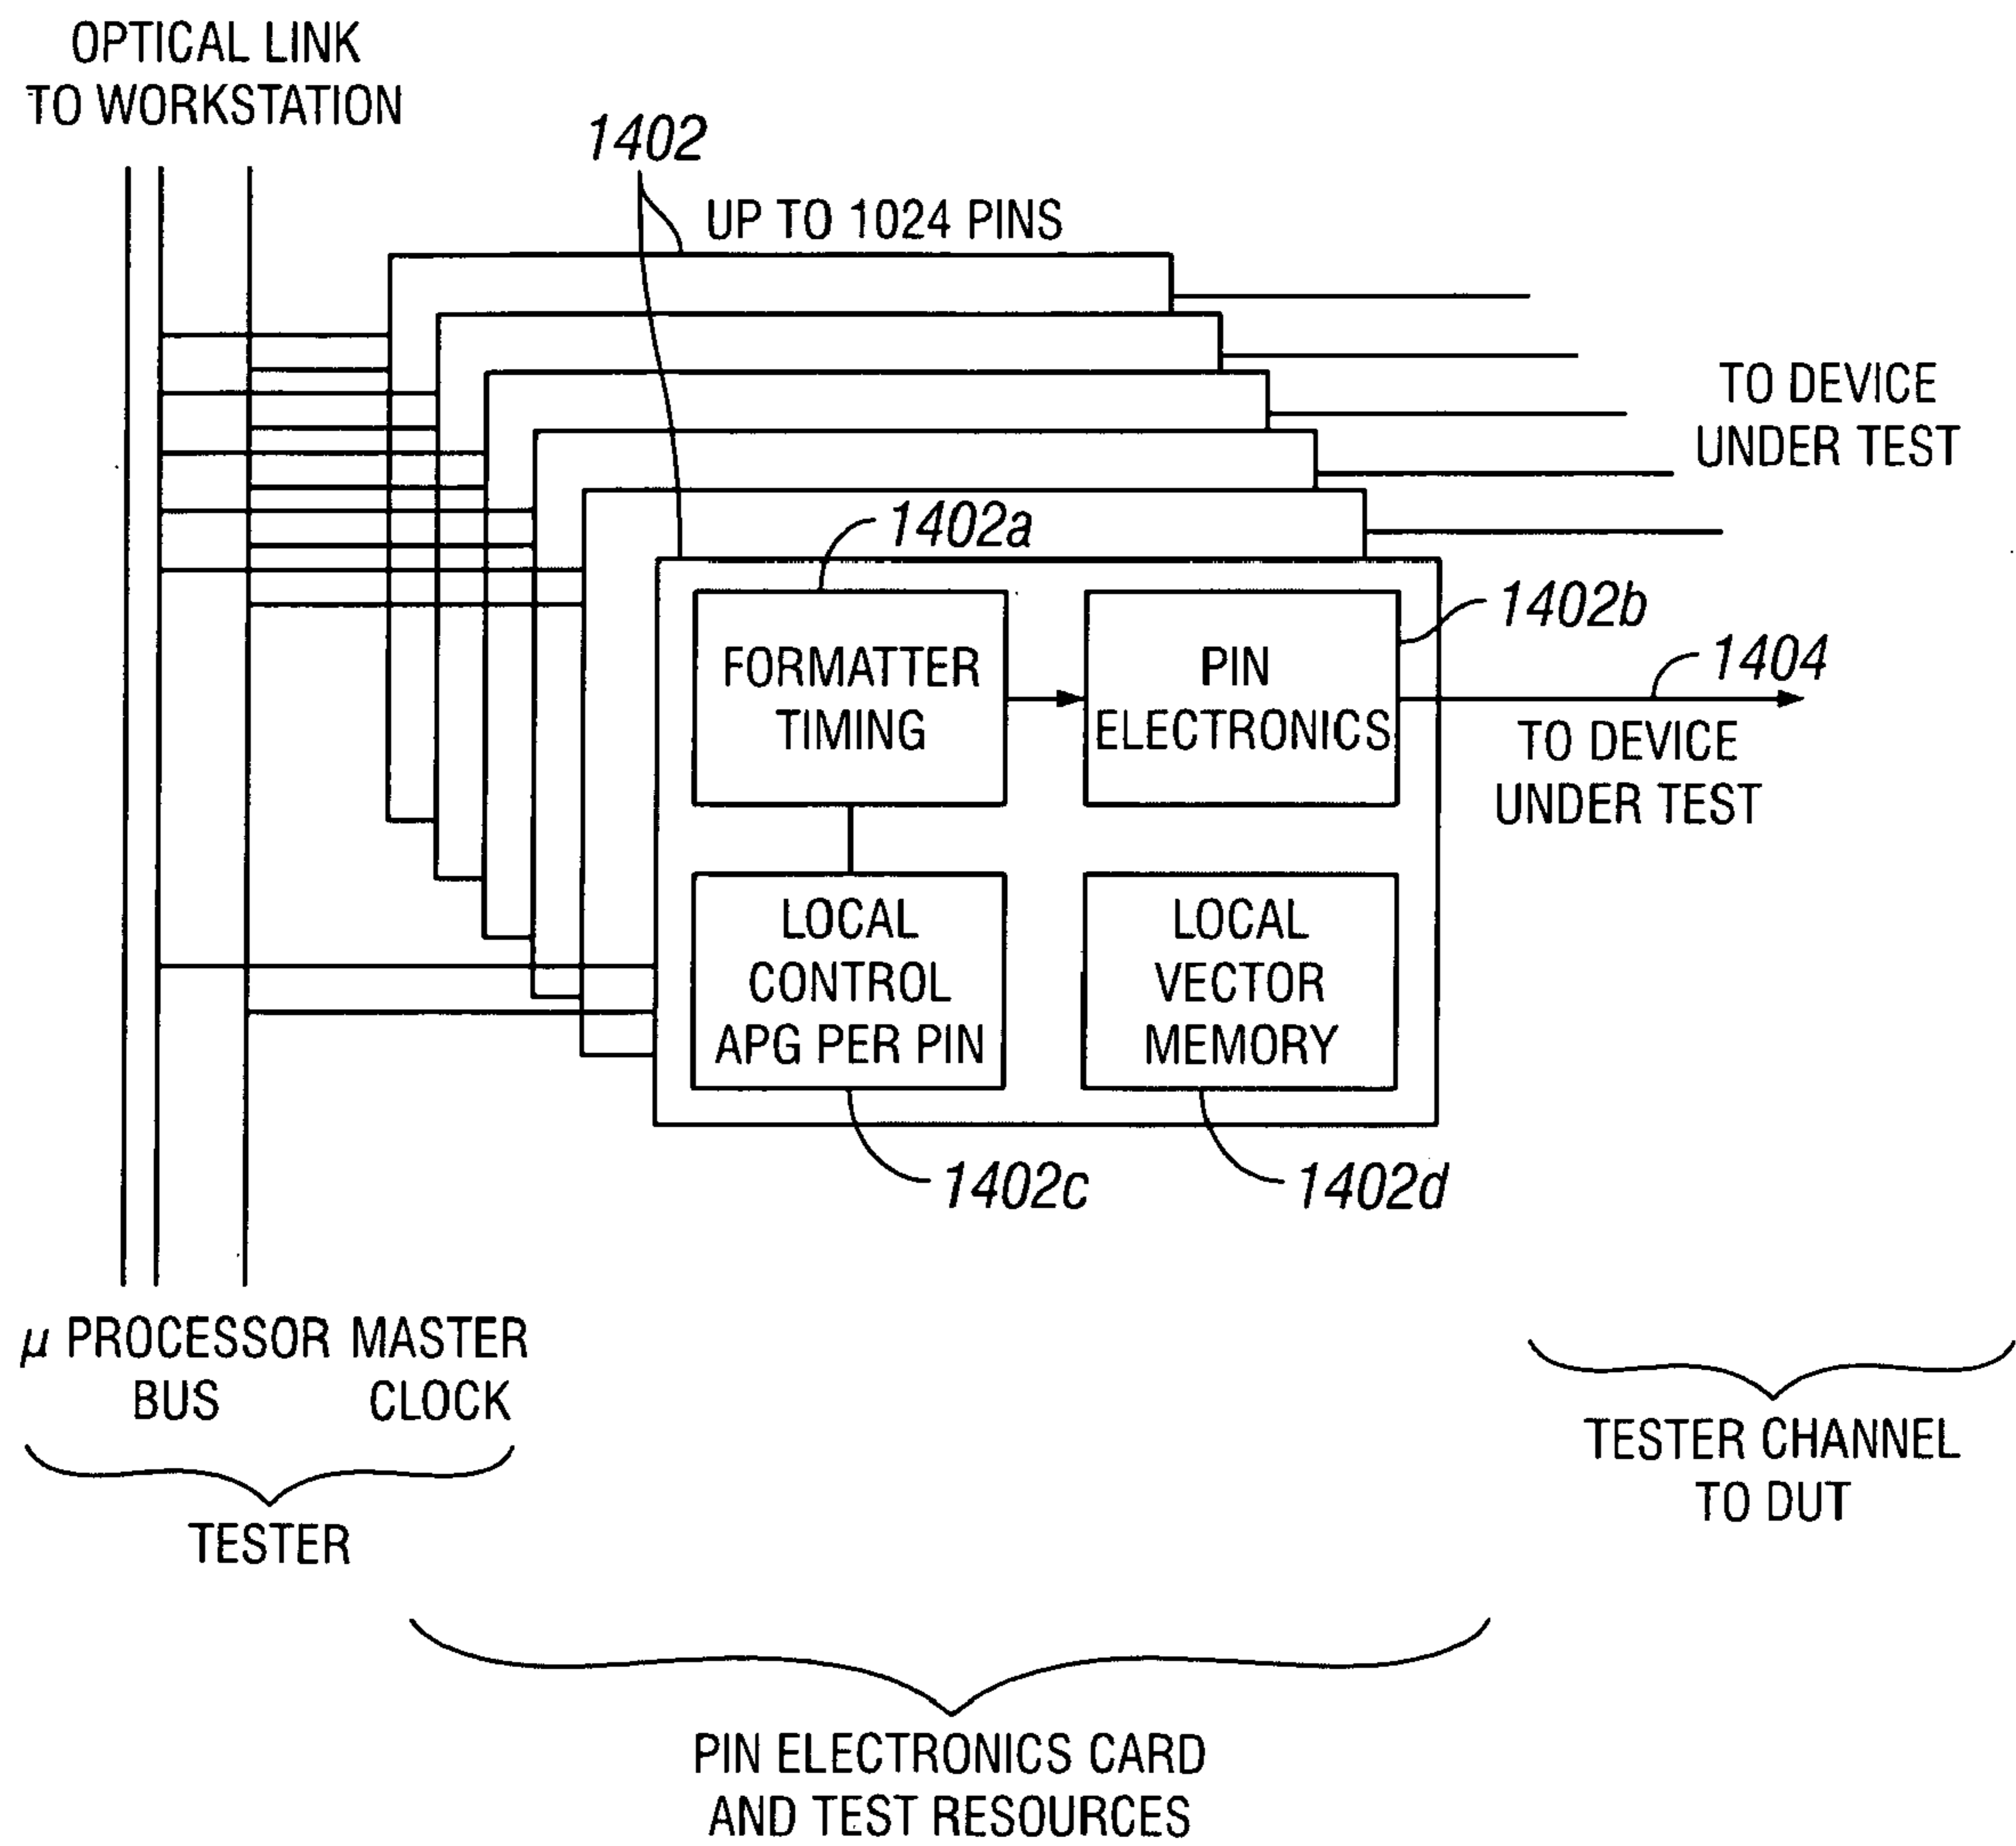 OPTICAL LINK
TO WORKSTATION
1402
UP TO 1024 PINS
TO DEVICE
UNDER TEST
1402a
1402b
FORMATTER
TIMING
PIN
ELECTRONICS
1404
TO DEVICE
UNDER TEST
LOCAL
CONTROL
APG PER PIN
LOCAL
VECTOR
MEMORY
1402c
1402d
μ PROCESSOR
BUS
MASTER
CLOCK
TESTER
TESTER CHANNEL
TO DUT
PIN ELECTRONICS CARD
AND TEST RESOURCES